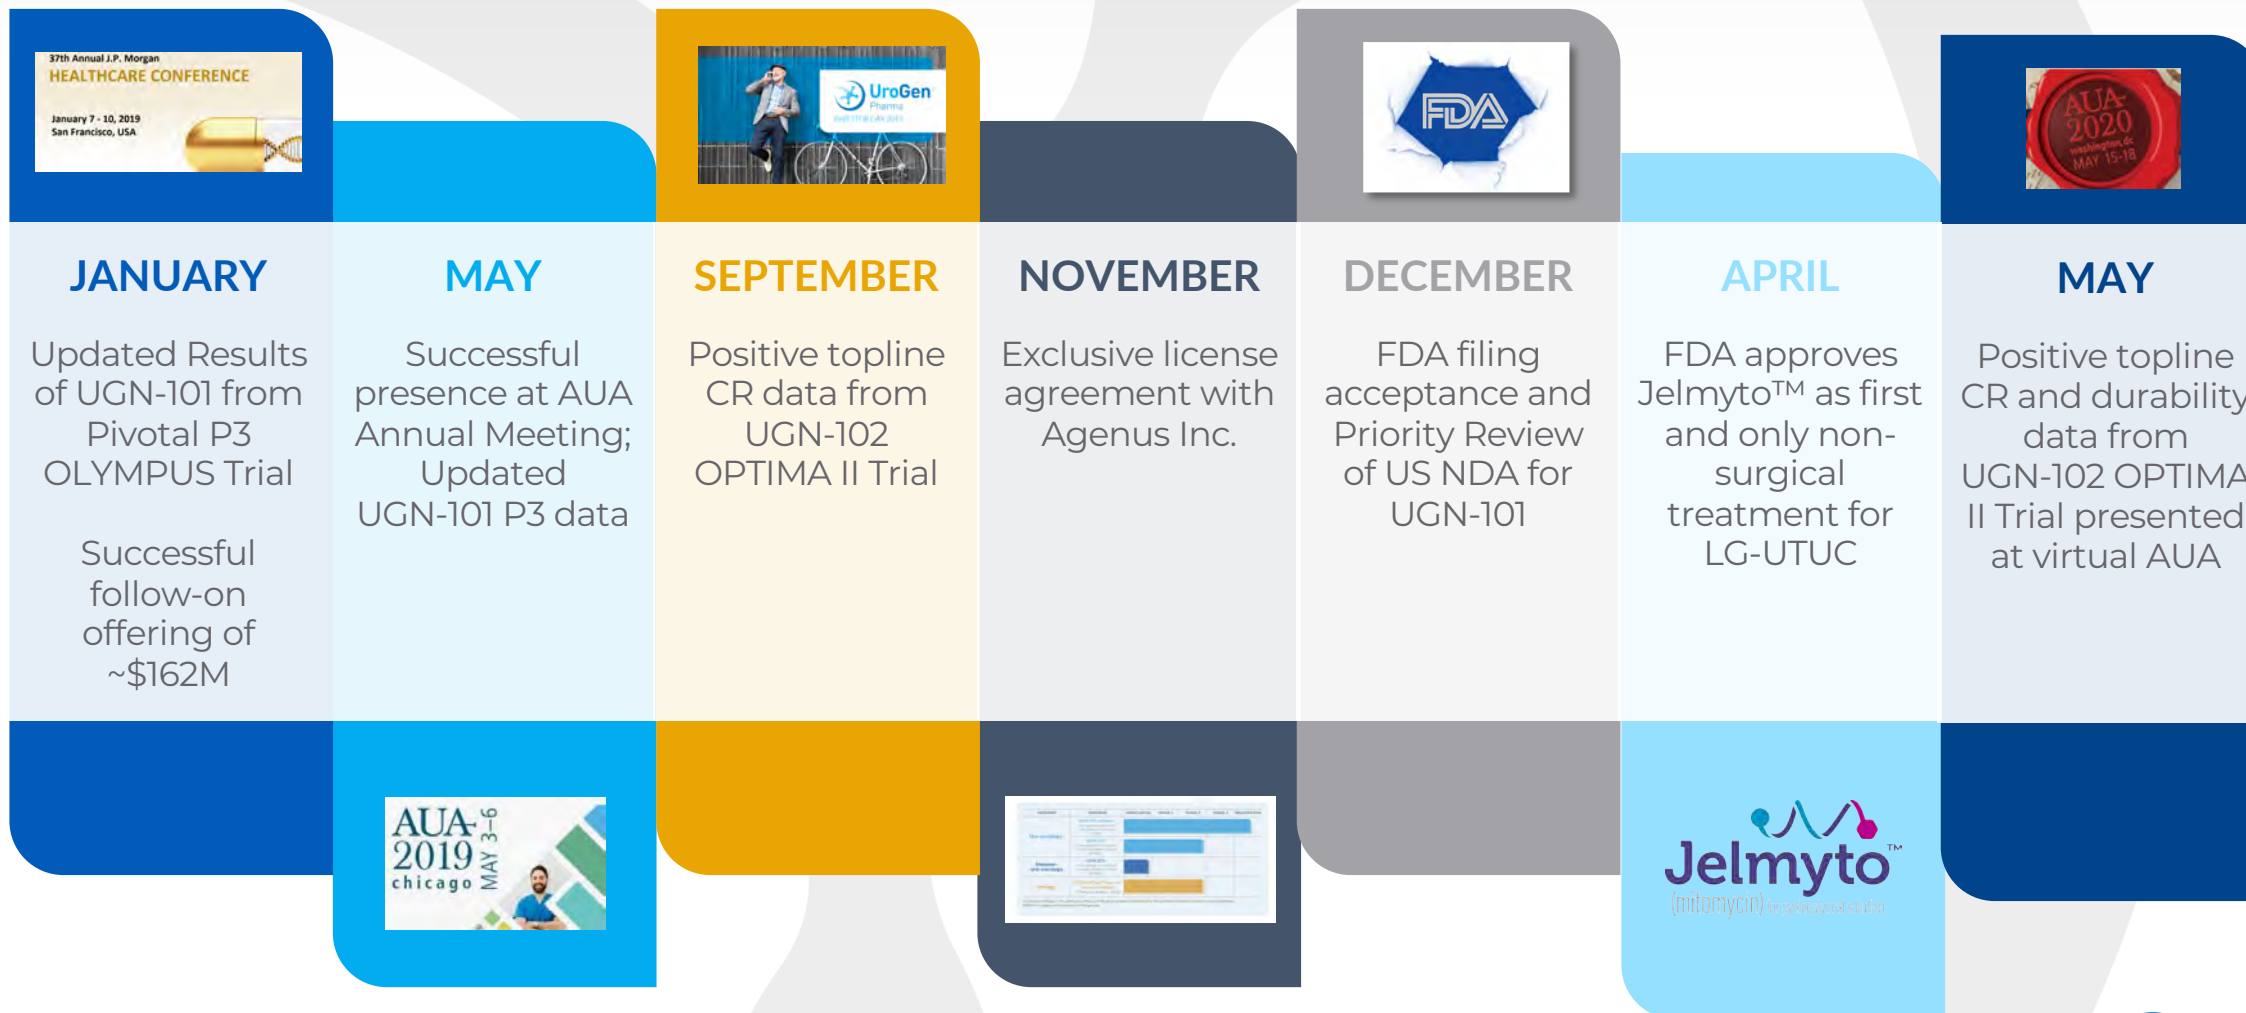 37th Annual J.P. Morgan
HEALTHCARE CONFERENCE
January 7 - 10, 2019
San Francisco, USA
JANUARY
Updated Results
of UGN-101 from
Pivotal P3
OLYMPUS Trial
Successful
follow-on
offering of
~$162M
MAY
Successful
presence at AUA
Annual Meeting;
Updated
UGN-101 P3 data
AUA
2019
chicago
MAY 3–6
UroGen
Pharma
SEPTEMBER
Positive topline
CR data from
UGN-102
OPTIMA II Trial
NOVEMBER
Exclusive license
agreement with
Agenus Inc.
FDA
DECEMBER
FDA filing
acceptance and
Priority Review
of US NDA for
UGN-101
APRIL
FDA approves
Jelmyto™ as first
and only non-
surgical
treatment for
LG-UTUC
Jelmyto™
(mitomycin)
AUA
2020
washington, dc
MAY 15-18
MAY
Positive topline
CR and durability
data from
UGN-102 OPTIMA
II Trial presented
at virtual AUA